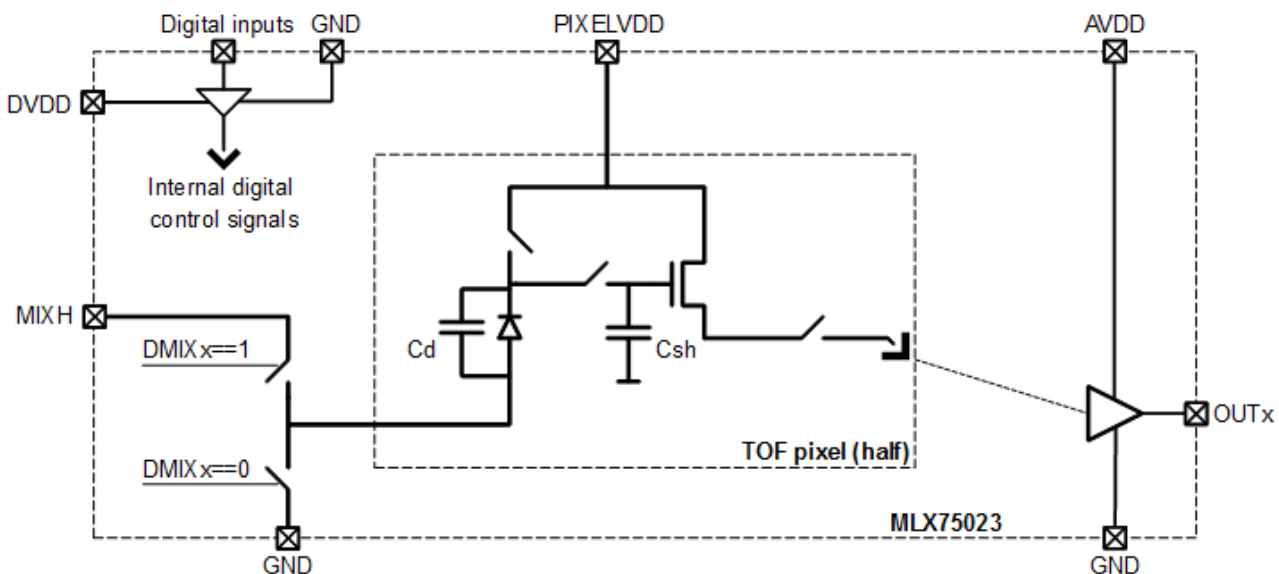 Digital inputs
GND
PIXELVDD
AVDD
DVDD
Internal digital
control signals
MIXH
DMIXx==1
Cd
Csh
OUTx
DMIXx==0
TOF pixel (half)
MLX75023
GND
GND